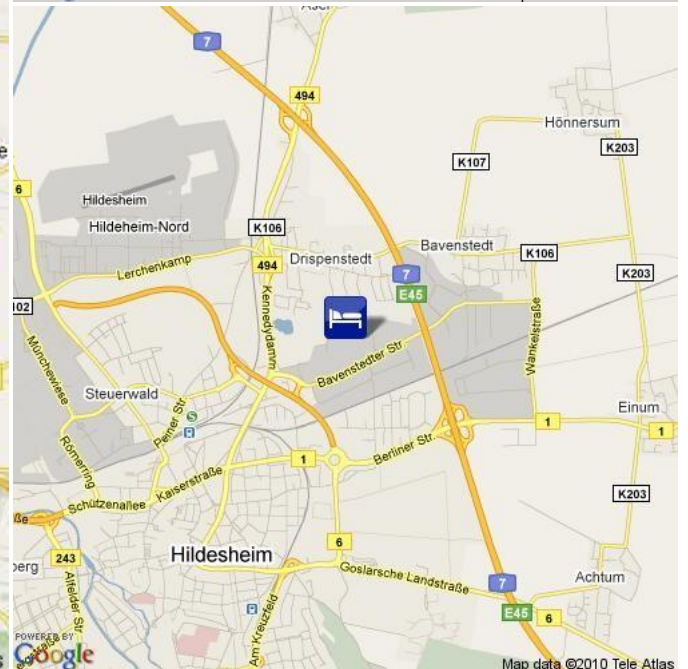 Asel
7
494
Hönnersum
K203
K107
6
Hildesheim
Hildeheim-Nord
K106
Drispenstedt
Bavenstedt
K106
494
Lerchenkamp
7
K203
E45
Kennedydamm
Münchewiese
Wankelstraße
Bavenstedter Str
Steuerwald
Peiner Str
Einum
1
1
Römerring
1
Berliner Str.
Kaiserstraße
Schützenallee
K203
6
Hildesheim
243
Goslarsche Landstraße
7
Achtum
Alfelder Str
E45
6
Am Kreuzfeld
POWERED BY
Google
Map data ©2010 Tele Atlas